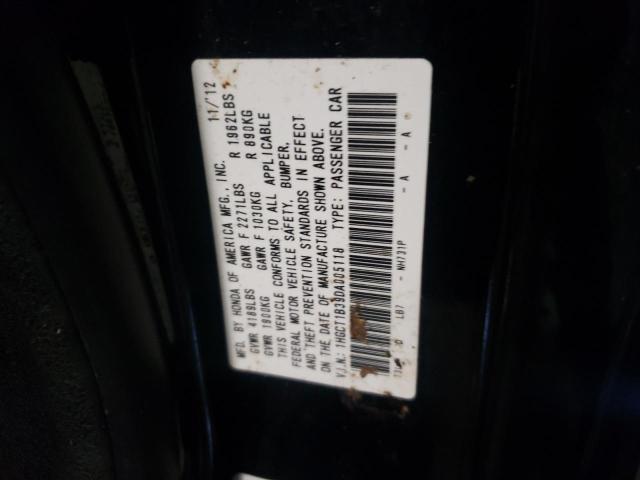 MFD. BY HONDA OF AMERICA MFG., INC. 11/'12
GVWR 4189LBS GAWR F 2271LBS R 1962LBS
GVWR 1900KG GAWR F 1030KG R 890KG
THIS VEHICLE CONFORMS TO ALL APPLICABLE
FEDERAL MOTOR VEHICLE SAFETY, BUMPER,
AND THEFT PREVENTION STANDARDS IN EFFECT
ON THE DATE OF MANUFACTURE SHOWN ABOVE.
V.I.N.: 1HGCT1B39DA005118 TYPE: PASSENGER CAR
LB7 - NH731P - A - A